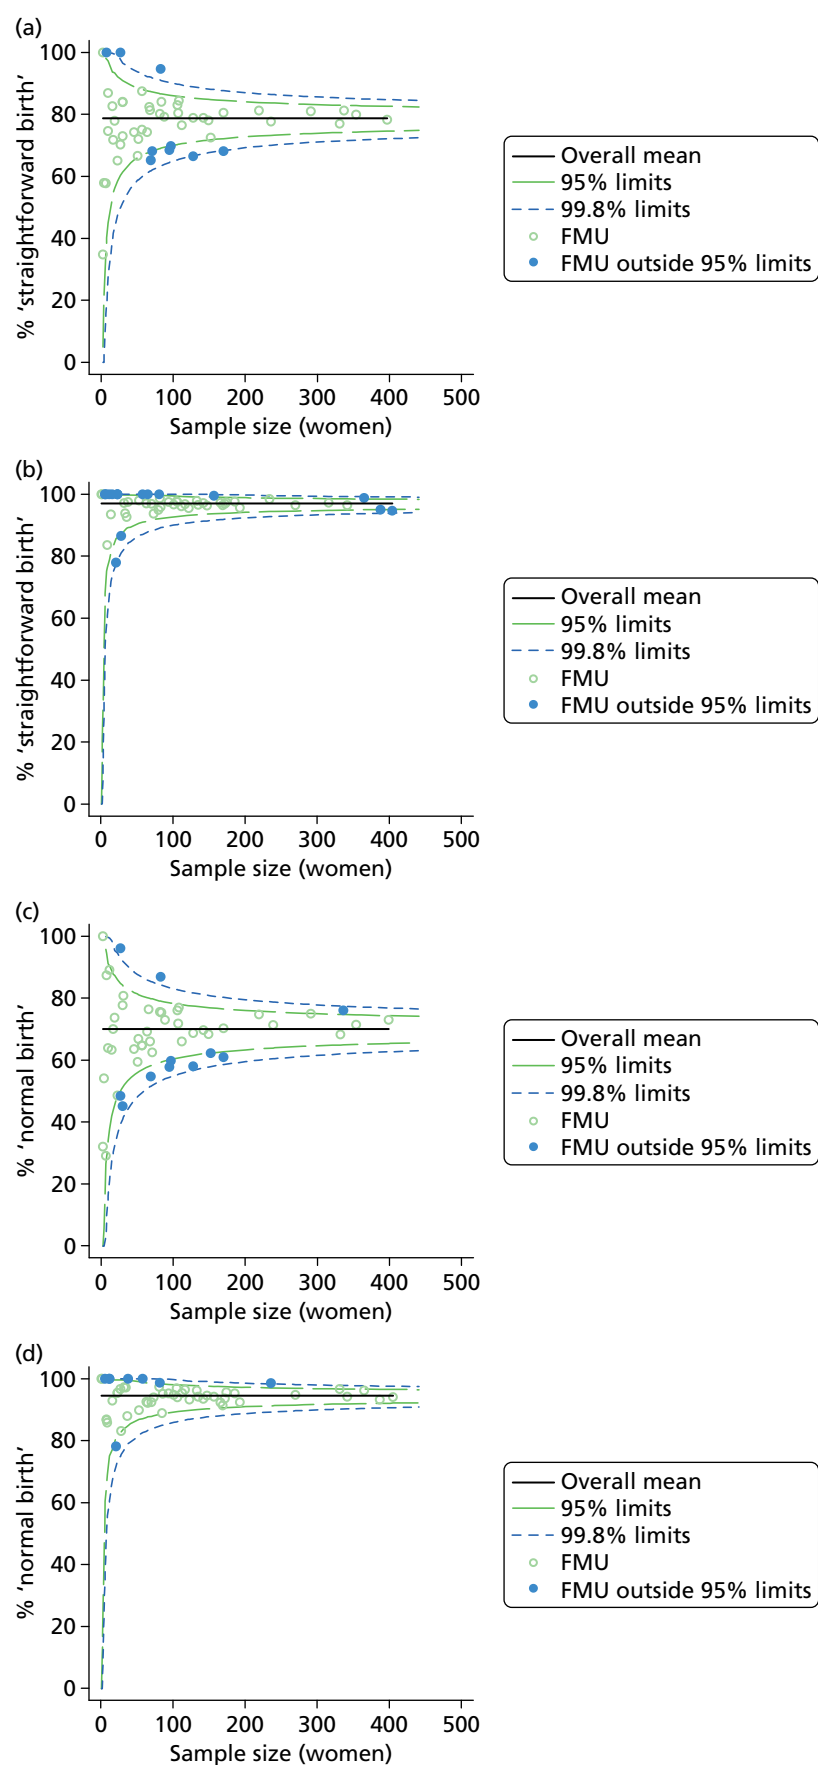 (a)
100
80
60
40
20
0
% ‘straightforward birth’
0 100 200 300 400 500
Sample size (women)
Overall mean
95% limits
99.8% limits
FMU
FMU outside 95% limits
(b)
100
80
60
40
20
0
% ‘straightforward birth’
0 100 200 300 400 500
Sample size (women)
Overall mean
95% limits
99.8% limits
FMU
FMU outside 95% limits
(c)
100
80
60
40
20
0
% ‘normal birth’
0 100 200 300 400 500
Sample size (women)
Overall mean
95% limits
99.8% limits
FMU
FMU outside 95% limits
(d)
100
80
60
40
20
0
% ‘normal birth’
0 100 200 300 400 500
Sample size (women)
Overall mean
95% limits
99.8% limits
FMU
FMU outside 95% limits